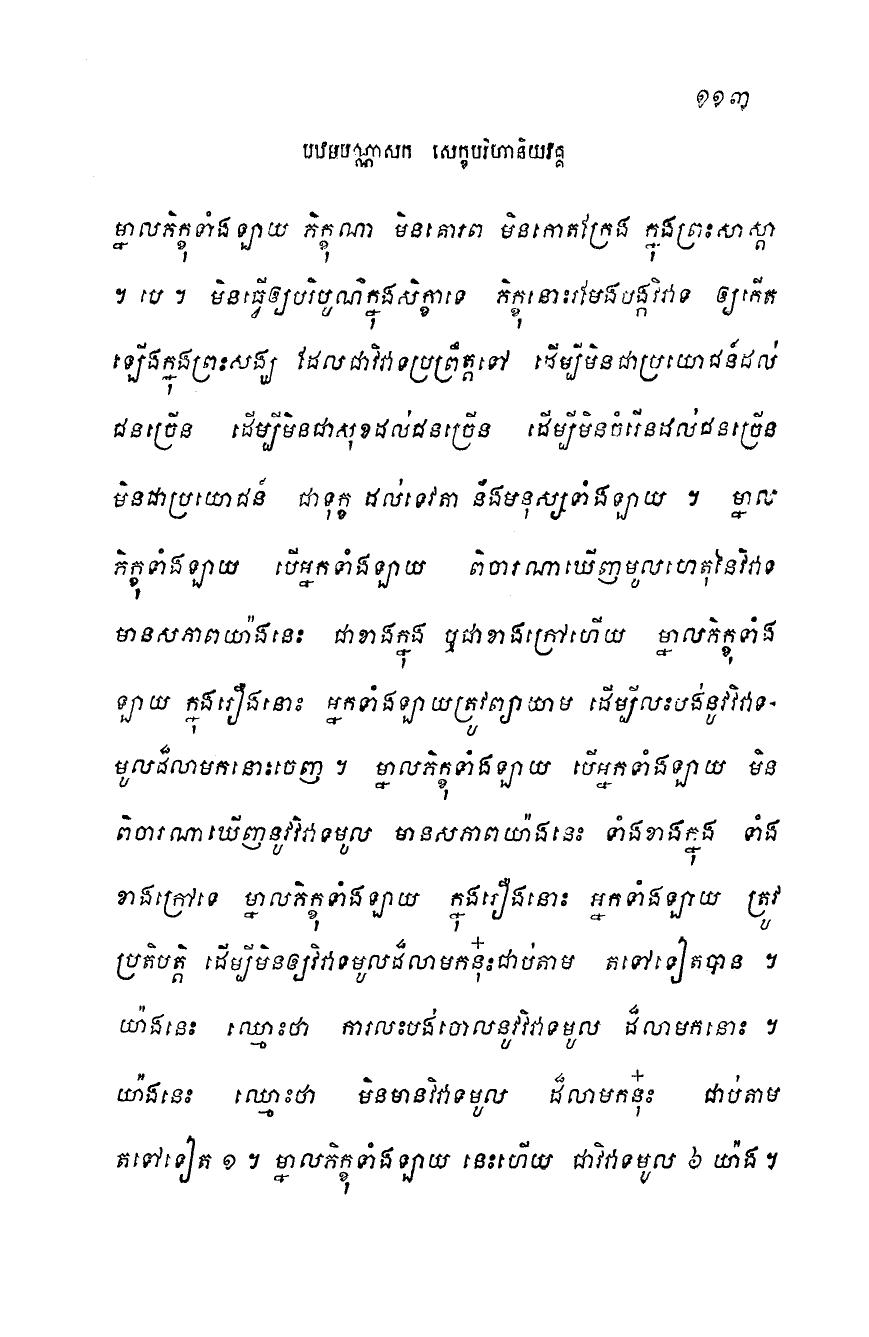 ១១៣
បឋមបណ្ណាសក សេក្ខបរិហានិយវគ្គ
ម្នាលភិក្ខុទាំងឡាយ ភិក្ខុណា មិនគោរព មិនកោតក្រែង ក្នុងព្រះសាស្តា
។ បេ ។ មិនធ្វើឲ្យបរិបូណ៌ក្នុងសិក្ខាទេ ភិក្ខុនោះរមែងបង្កវិវាទ ឲ្យកើត
ឡើងក្នុងព្រះសង្ឃ ដែលជាវិវាទប្រព្រឹត្តទៅ ដើម្បីមិនជាប្រយោជន៍ដល់
ជនច្រើន ដើម្បីមិនជាសុខដល់ជនច្រើន ដើម្បីមិនចំរើនដល់ជនច្រើន
មិនជាប្រយោជន៍ ជាទុក្ខ ដល់ទេវតា នឹងមនុស្សទាំងឡាយ ។ ម្នាល
ភិក្ខុទាំងឡាយ បើអ្នកទាំងឡាយ ពិចារណាឃើញមូលហេតុនៃវិវាទ
មានសភាពយ៉ាងនេះ ជាខាងក្នុង ឬជាខាងក្រៅហើយ ម្នាលភិក្ខុទាំង
ឡាយ ក្នុងរឿងនោះ អ្នកទាំងឡាយត្រូវព្យាយាម ដើម្បីលះបង់នូវវិវាទ-
មូលដ៏លាមកនោះចេញ ។ ម្នាលភិក្ខុទាំងឡាយ បើអ្នកទាំងឡាយ មិន
ពិចារណាឃើញនូវវិវាទមូល មានសភាពយ៉ាងនេះ ទាំងខាងក្នុង ទាំង
ខាងក្រៅទេ ម្នាលភិក្ខុទាំងឡាយ ក្នុងរឿងនោះ អ្នកទាំងឡាយ ត្រូវ
ប្រតិបត្តិ ដើម្បីមិនឲ្យវិវាទមូលដ៏លាមកនុ៎ះជាប់តាម តទៅទៀតបាន ។
យ៉ាងនេះ ឈ្មោះថា ការលះបង់ចោលនូវវិវាទមូល ដ៏លាមកនោះ ។
យ៉ាងនេះ ឈ្មោះថា មិនមានវិវាទមូល ដ៏លាមកនុ៎ះ ជាប់តាម
តទៅទៀត ១ ។ ម្នាលភិក្ខុទាំងឡាយ នេះហើយ ជាវិវាទមូល ៦ យ៉ាង ។